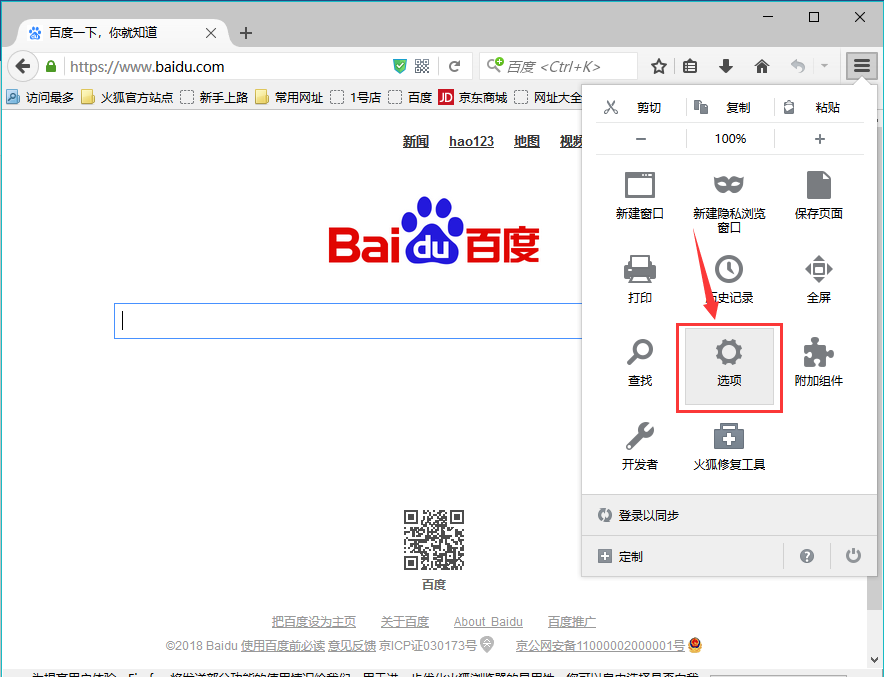 百度一下，你就知道
https://www.baidu.com
百度 <Ctrl+K>
访问最多 火狐官方站点 新手上路 常用网址 1号店 百度 JD 京东商城 网址大全
剪切 复制 粘贴
− 100% +
新闻 hao123 地图 视频
新建窗口 新建隐私浏览窗口 保存页面
Bai du 百度
打印 历史记录 全屏
查找 选项 附加组件
开发者 火狐修复工具
登录以同步
定制
百度
把百度设为主页 关于百度 About Baidu 百度推广
©2018 Baidu 使用百度前必读 意见反馈 京ICP证030173号 京公网安备11000002000001号